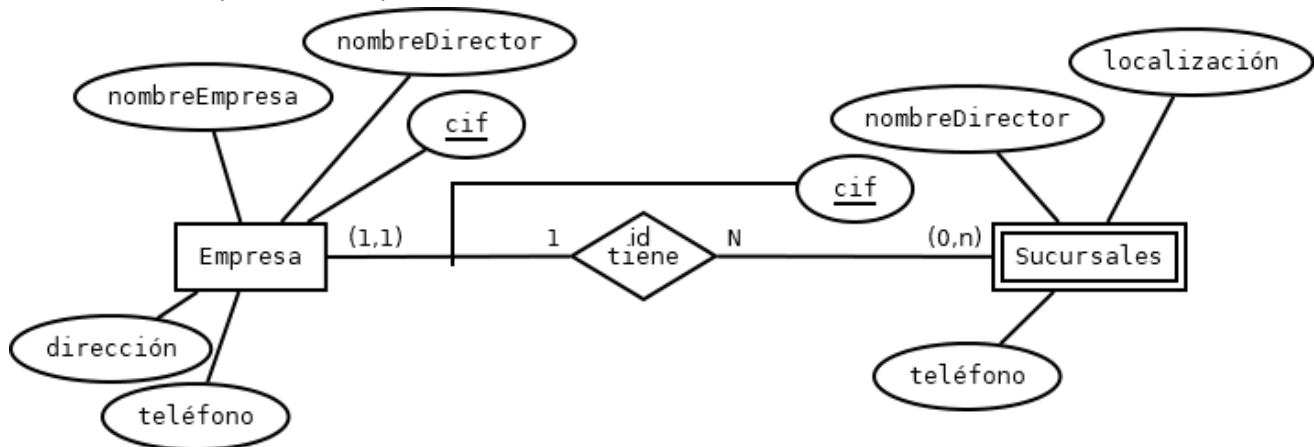 nombreDirector
nombreEmpresa
cif
localización
nombreDirector
cif
Empresa
(1,1)
1
id
tiene
N
(0,n)
Sucursales
dirección
teléfono
teléfono